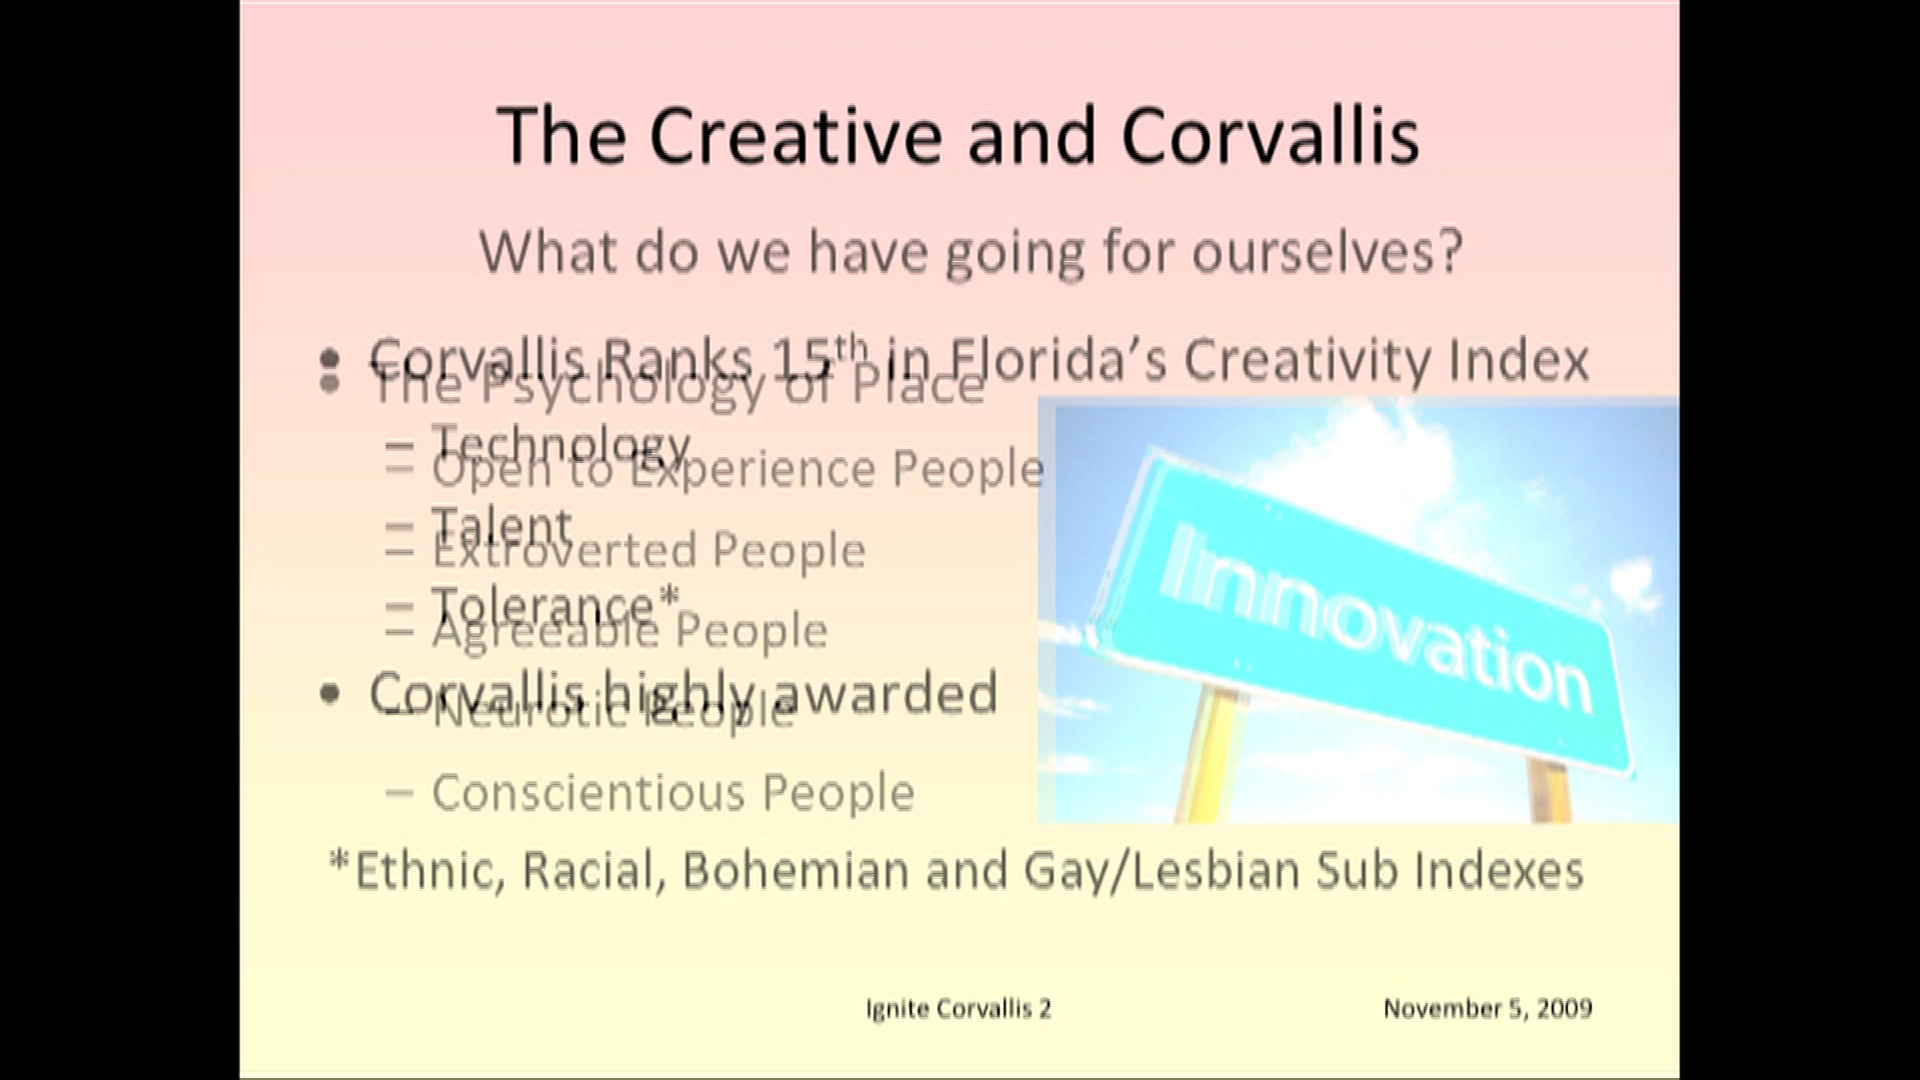 The Creative and Corvallis
What do we have going for ourselves?
• Corvallis Ranks 15th in Florida’s Creativity Index
• The Psychology of Place
– Technology
– Open to Experience People
– Talent
– Extroverted People
– Tolerance*
– Agreeable People
• Corvallis highly awarded
– Neurotic People
– Conscientious People
Innovation
*Ethnic, Racial, Bohemian and Gay/Lesbian Sub Indexes
Ignite Corvallis 2
November 5, 2009